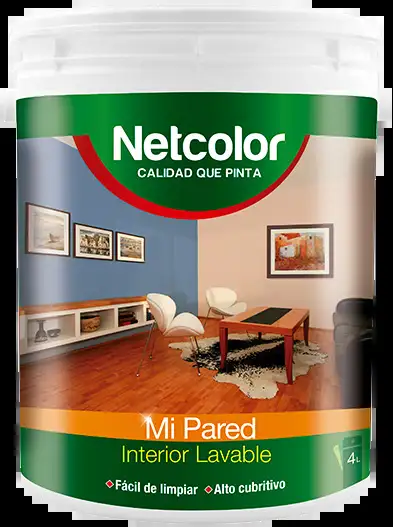 Netcolor
CALIDAD QUE PINTA
Mi Pared
Interior Lavable
4L
Fácil de limpiar Alto cubritivo